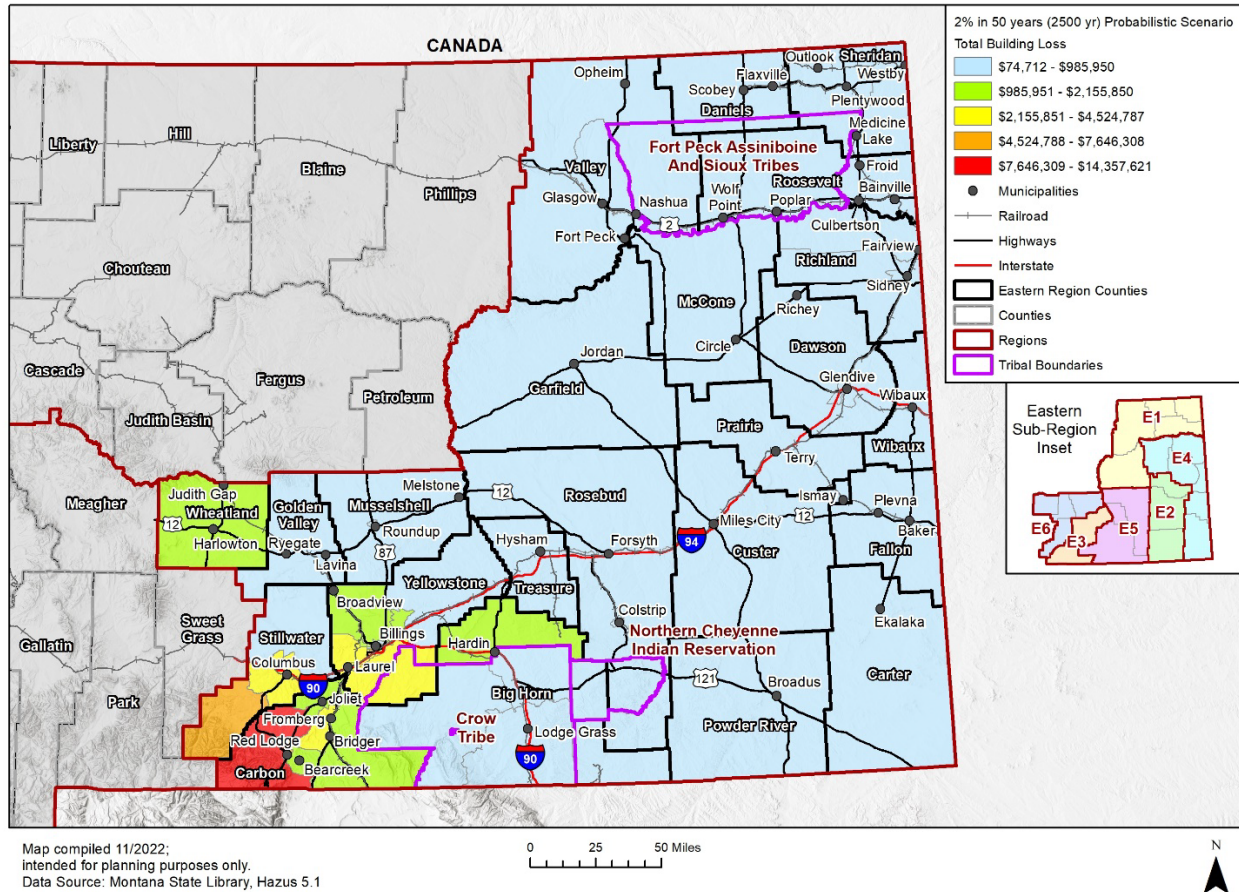 CANADA
Opheim
Outlook
Sheridan
Flaxville
Westby
Scobey
Plentywood
Daniels
Medicine
Lake
Liberty
Hill
Blaine
Phillips
Valley
Fort Peck Assiniboine
And Sioux Tribes
Froid
Roosevelt
Bainville
Glasgow
Nashua
Wolf
Point
Poplar
2
Culbertson
Fort Peck
Fairview
Chouteau
Richland
Sidney
McCone
Richey
Circle
Dawson
Cascade
Fergus
Petroleum
Jordan
Garfield
Glendive
Wibaux
Judith Basin
Prairie
Wibaux
Terry
Meagher
Judith Gap
Wheatland
12
Harlowton
Golden
Valley
Ryegate
Lavina
Musselshell
Melstone
Roundup
87
12
Rosebud
Ismay
Plevna
Miles City
12
Baker
Hysham
Forsyth
94
Custer
Fallon
Yellowstone
Treasure
Broadview
Colstrip
Ekalaka
Gallatin
Sweet
Grass
Stillwater
Billings
Hardin
Northern Cheyenne
Indian Reservation
Columbus
Laurel
90
Big Horn
121
Broadus
Carter
Park
Joliet
Fromberg
Crow
Tribe
Powder River
Red Lodge
Bridger
Lodge Grass
Carbon
Bearcreek
90
2% in 50 years (2500 yr) Probabilistic Scenario
Total Building Loss
$74,712 - $985,950
$985,951 - $2,155,850
$2,155,851 - $4,524,787
$4,524,788 - $7,646,308
$7,646,309 - $14,357,621
Municipalities
Railroad
Highways
Interstate
Eastern Region Counties
Counties
Regions
Tribal Boundaries
Eastern
Sub-Region
Inset
E1
E4
E2
E5
E6
E3
Map compiled 11/2022;
intended for planning purposes only.
Data Source: Montana State Library, Hazus 5.1
0 25 50 Miles
N